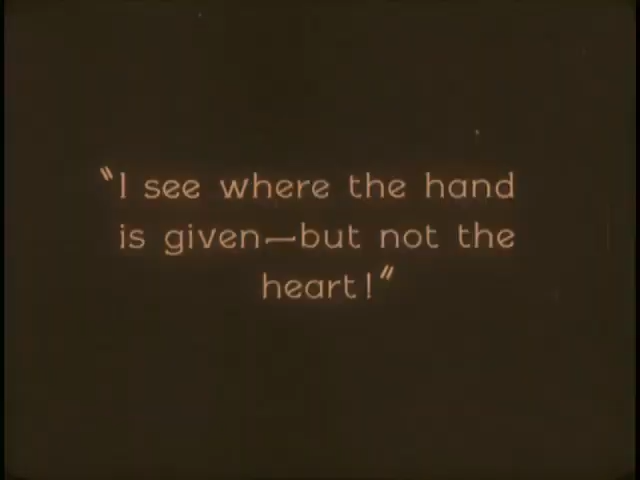 "I see where the hand
is given—but not the
heart!"